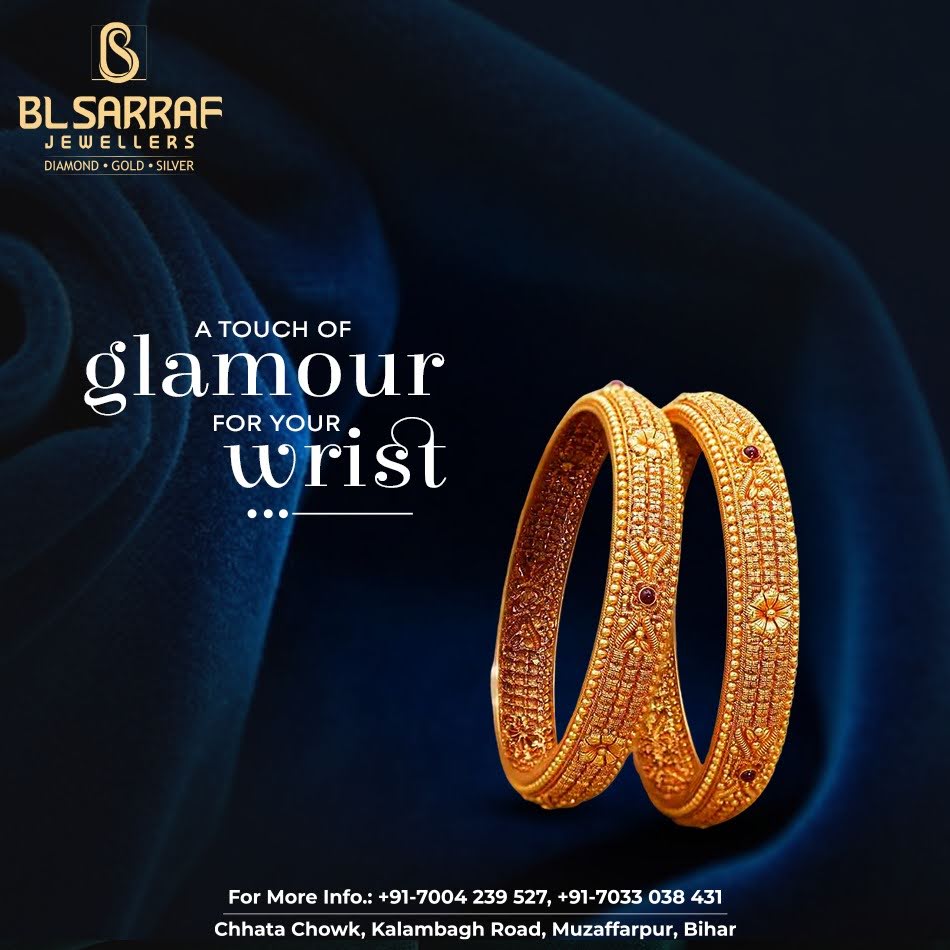 BL SARRAF
JEWELLERS
DIAMOND • GOLD • SILVER
A TOUCH OF
glamour
FOR YOUR
wrist
For More Info.: +91-7004 239 527, +91-7033 038 431
Chhata Chowk, Kalambagh Road, Muzaffarpur, Bihar